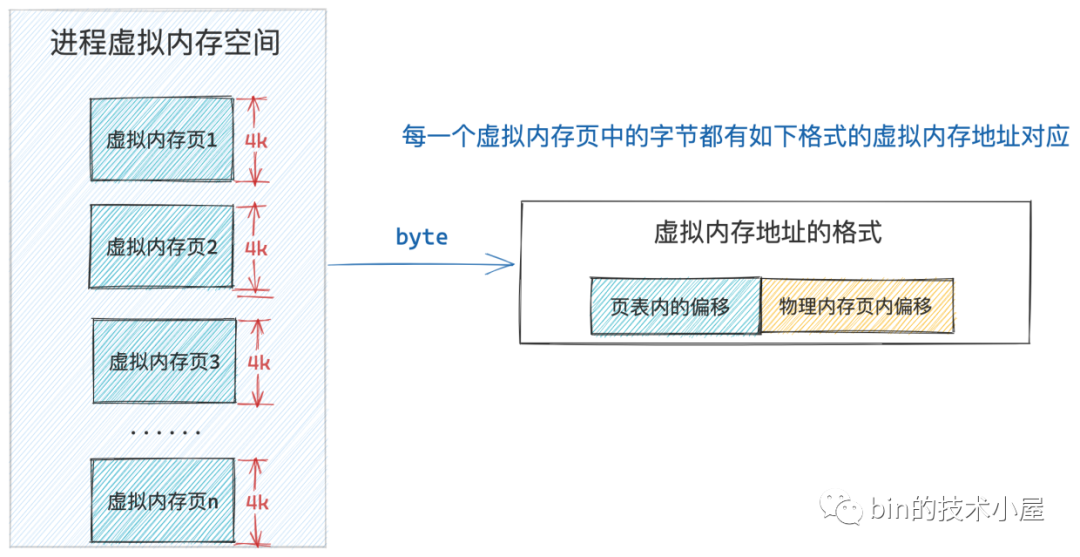 进程虚拟内存空间
虚拟内存页1
4k
虚拟内存页2
4k
虚拟内存页3
4k
······
虚拟内存页n
4k
每一个虚拟内存页中的字节都有如下格式的虚拟内存地址对应
byte
虚拟内存地址的格式
页表内的偏移
物理内存页内偏移
bin的技术小屋